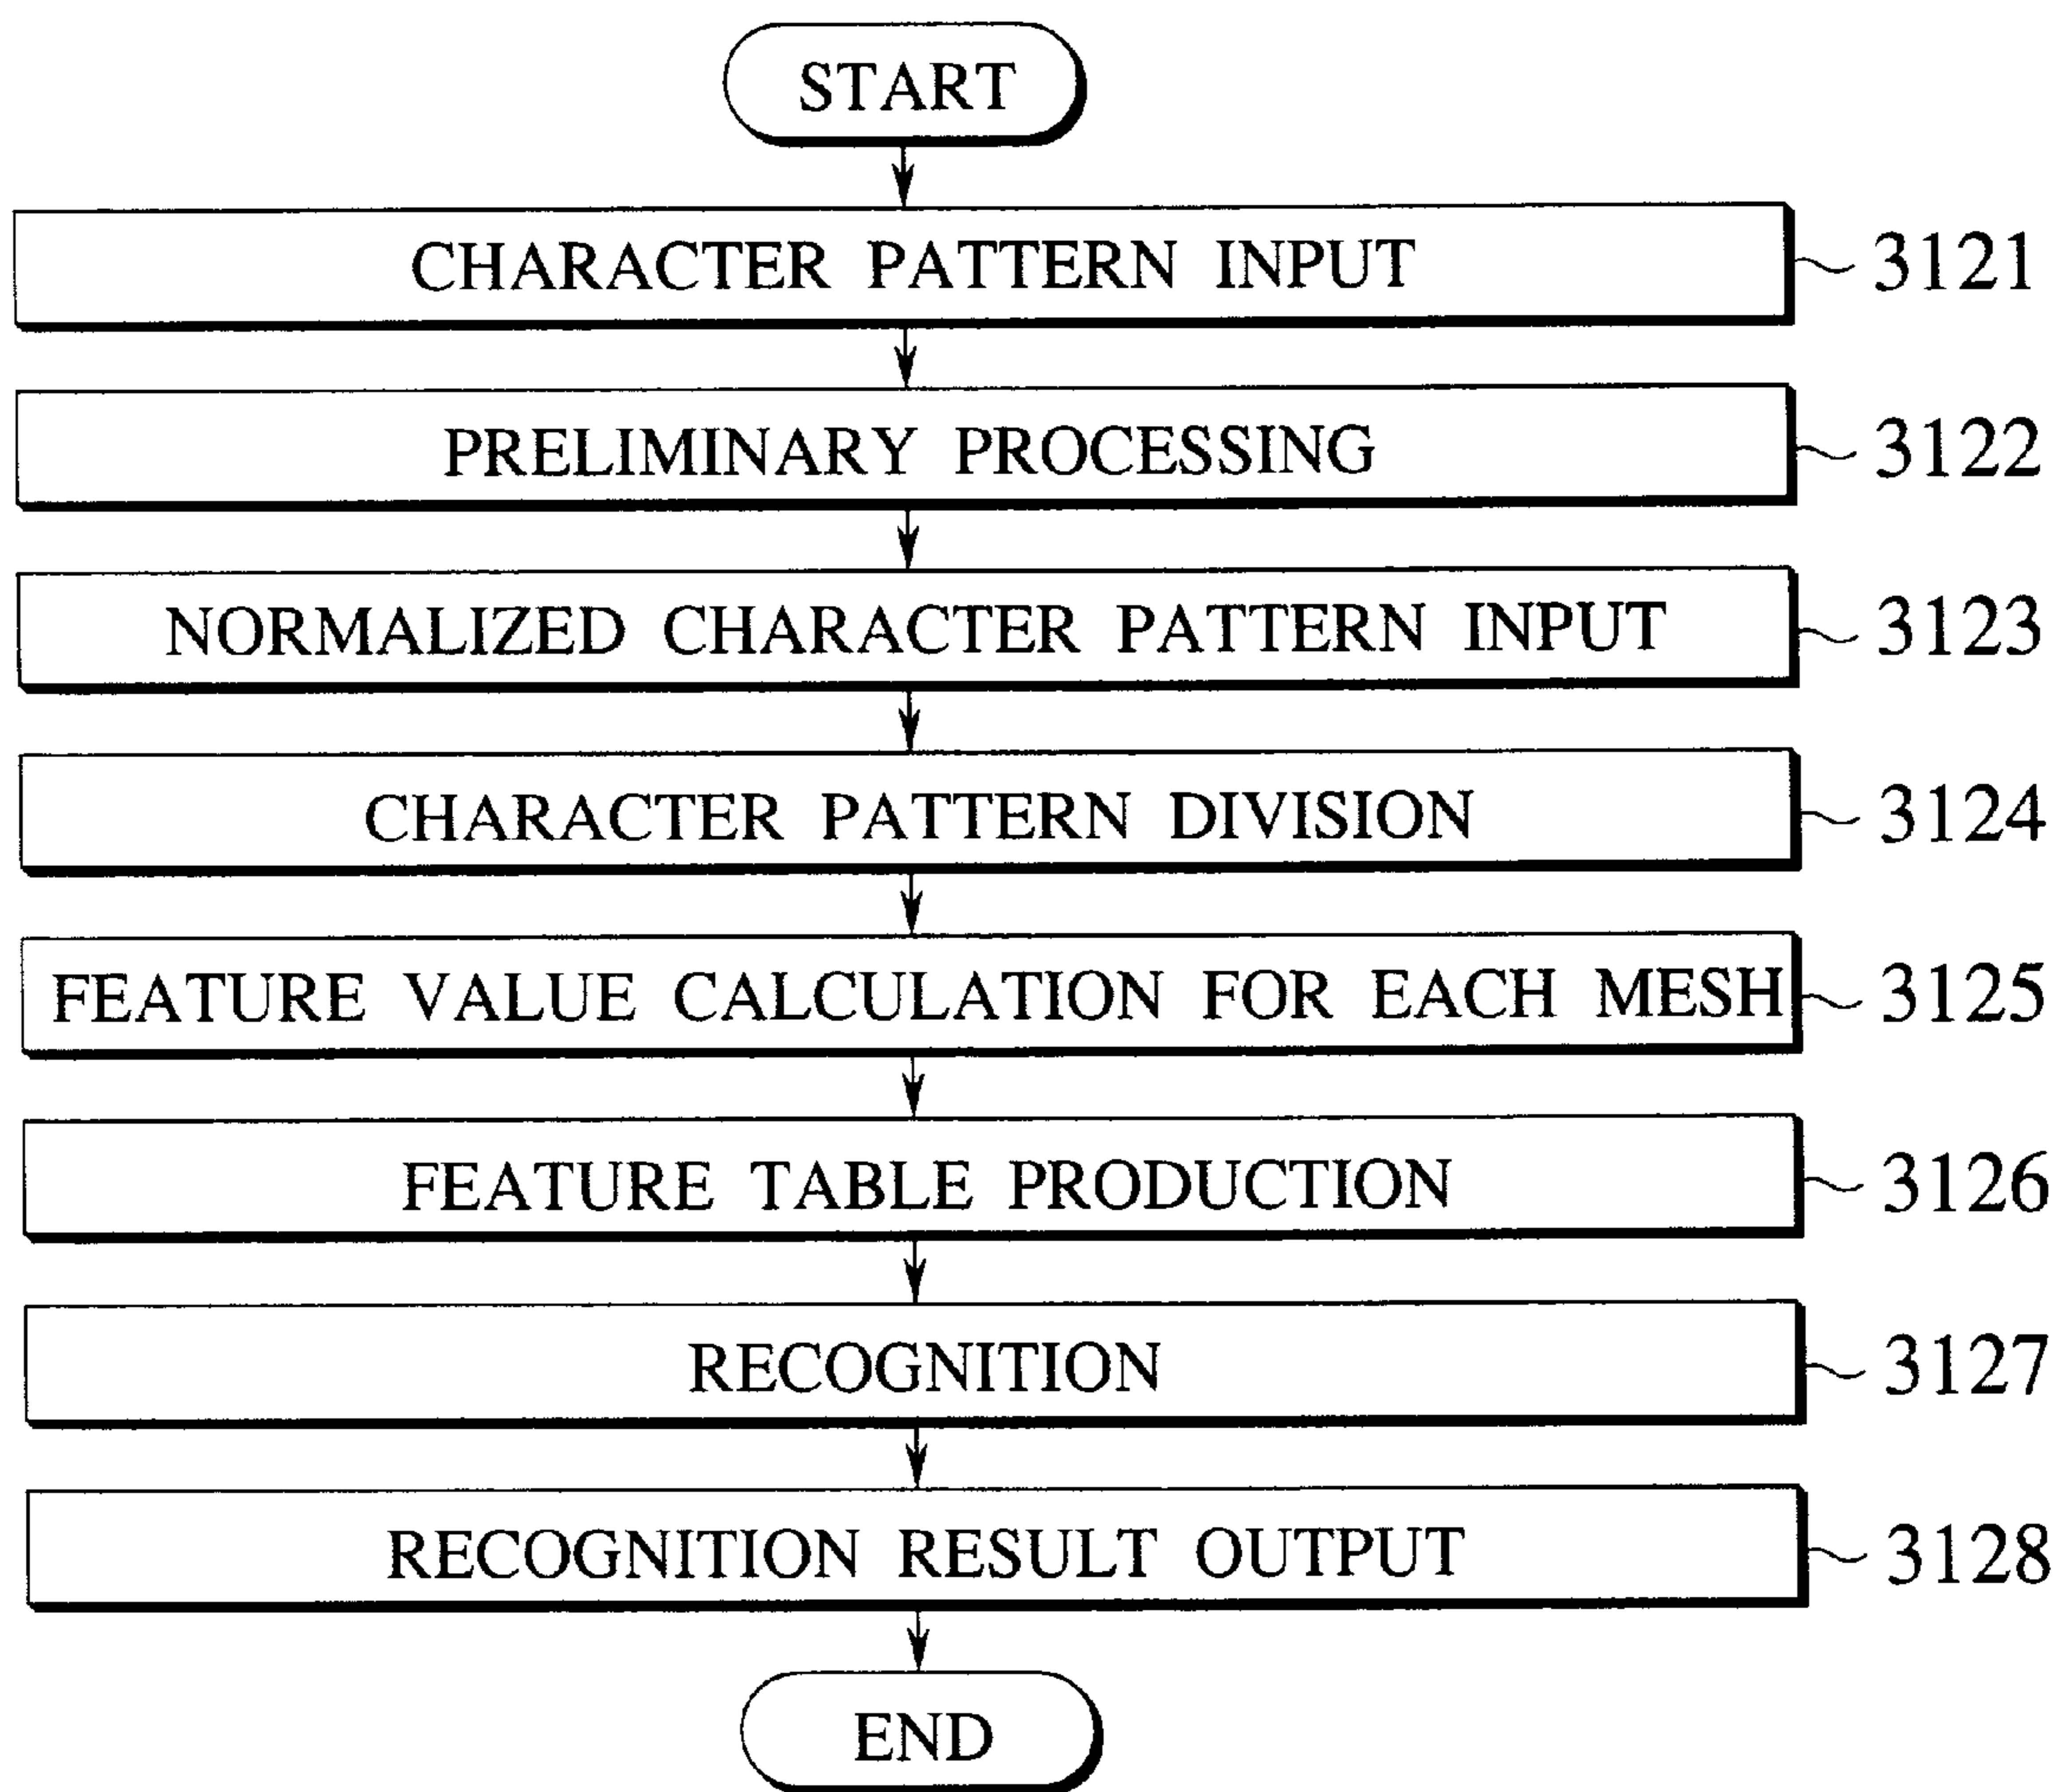 START
CHARACTER PATTERN INPUT 3121
PRELIMINARY PROCESSING 3122
NORMALIZED CHARACTER PATTERN INPUT 3123
CHARACTER PATTERN DIVISION 3124
FEATURE VALUE CALCULATION FOR EACH MESH 3125
FEATURE TABLE PRODUCTION 3126
RECOGNITION 3127
RECOGNITION RESULT OUTPUT 3128
END